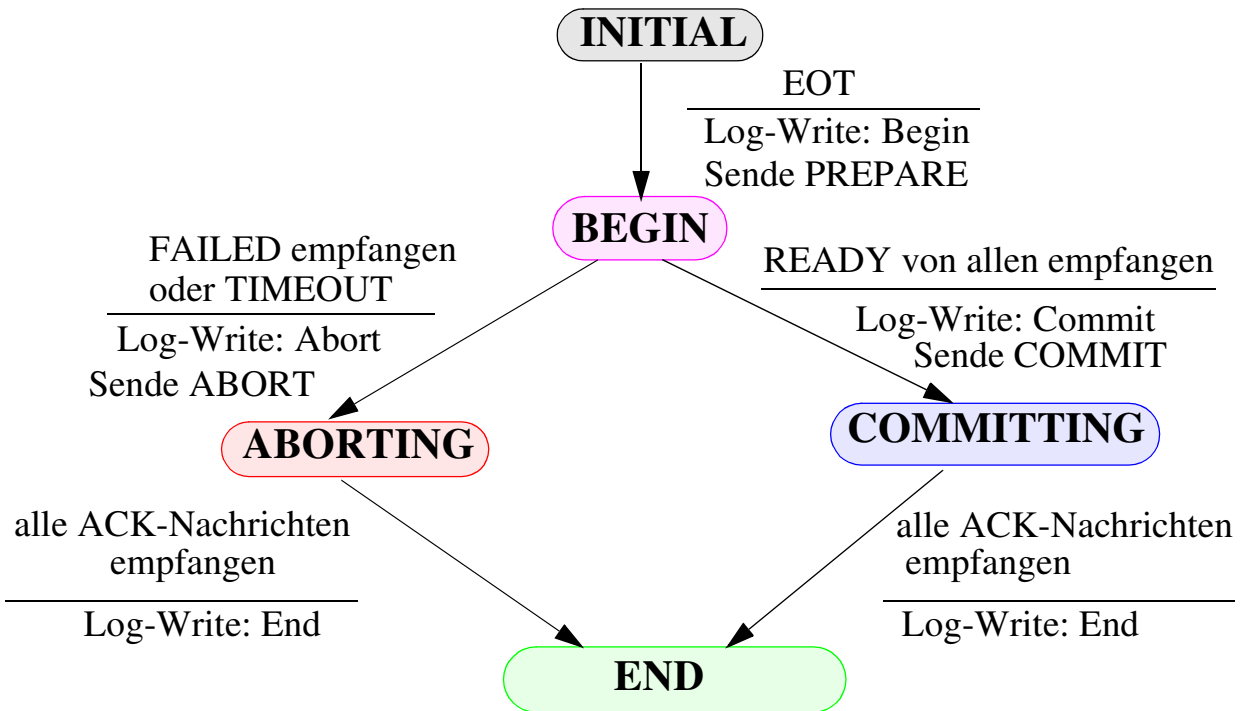 INITIAL
EOT
Log-Write: Begin
Sende PREPARE
BEGIN
FAILED empfangen
oder TIMEOUT
Log-Write: Abort
Sende ABORT
READY von allen empfangen
Log-Write: Commit
Sende COMMIT
ABORTING
COMMITTING
alle ACK-Nachrichten
empfangen
Log-Write: End
alle ACK-Nachrichten
empfangen
Log-Write: End
END